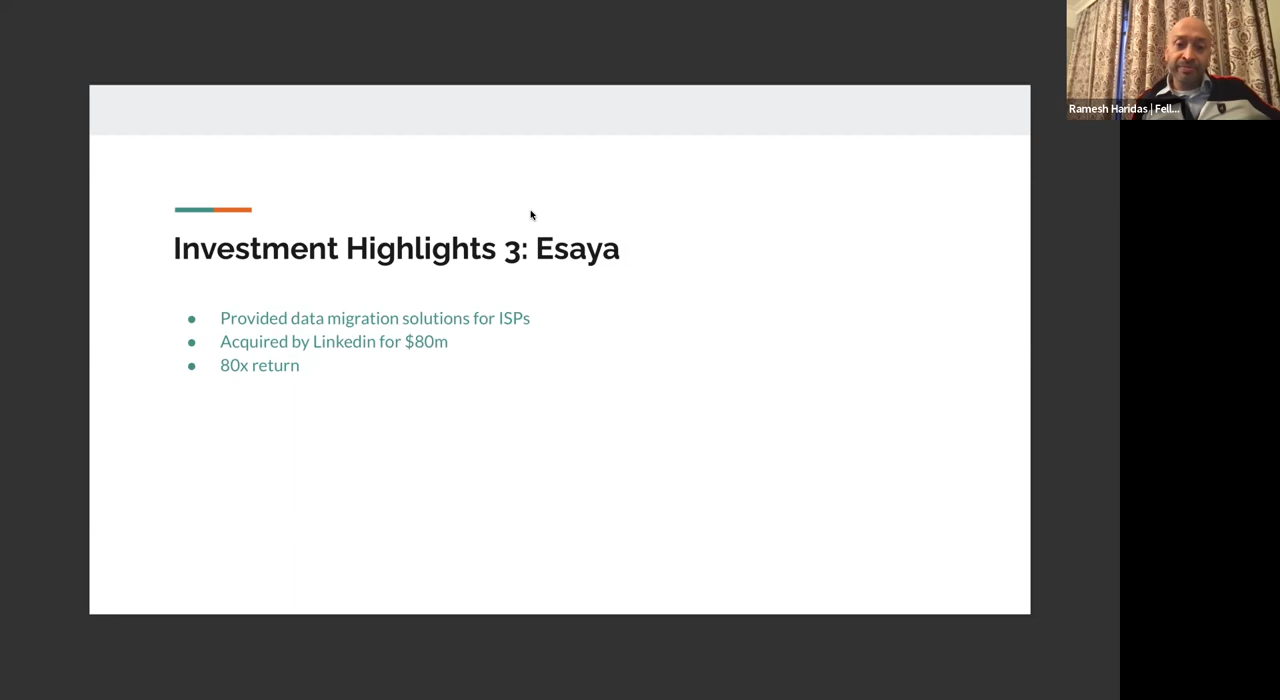 Ramesh Haridas | Fell...
Investment Highlights 3: Esaya
● Provided data migration solutions for ISPs
● Acquired by Linkedin for $80m
● 80x return